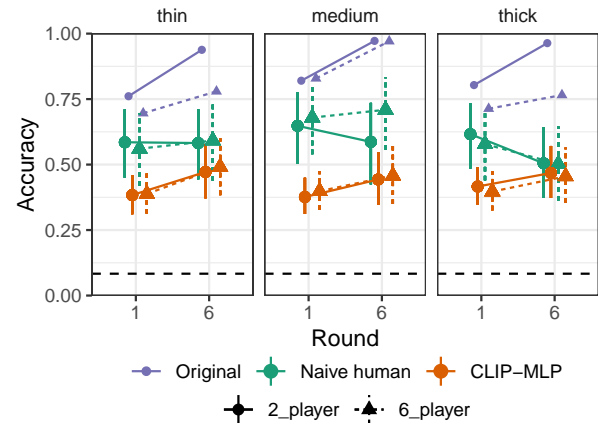 thin medium thick
1.00
0.75
0.50
0.25
0.00
Accuracy
1 6 1 6 1 6
Round
Original Naive human CLIP−MLP
2_player 6_player